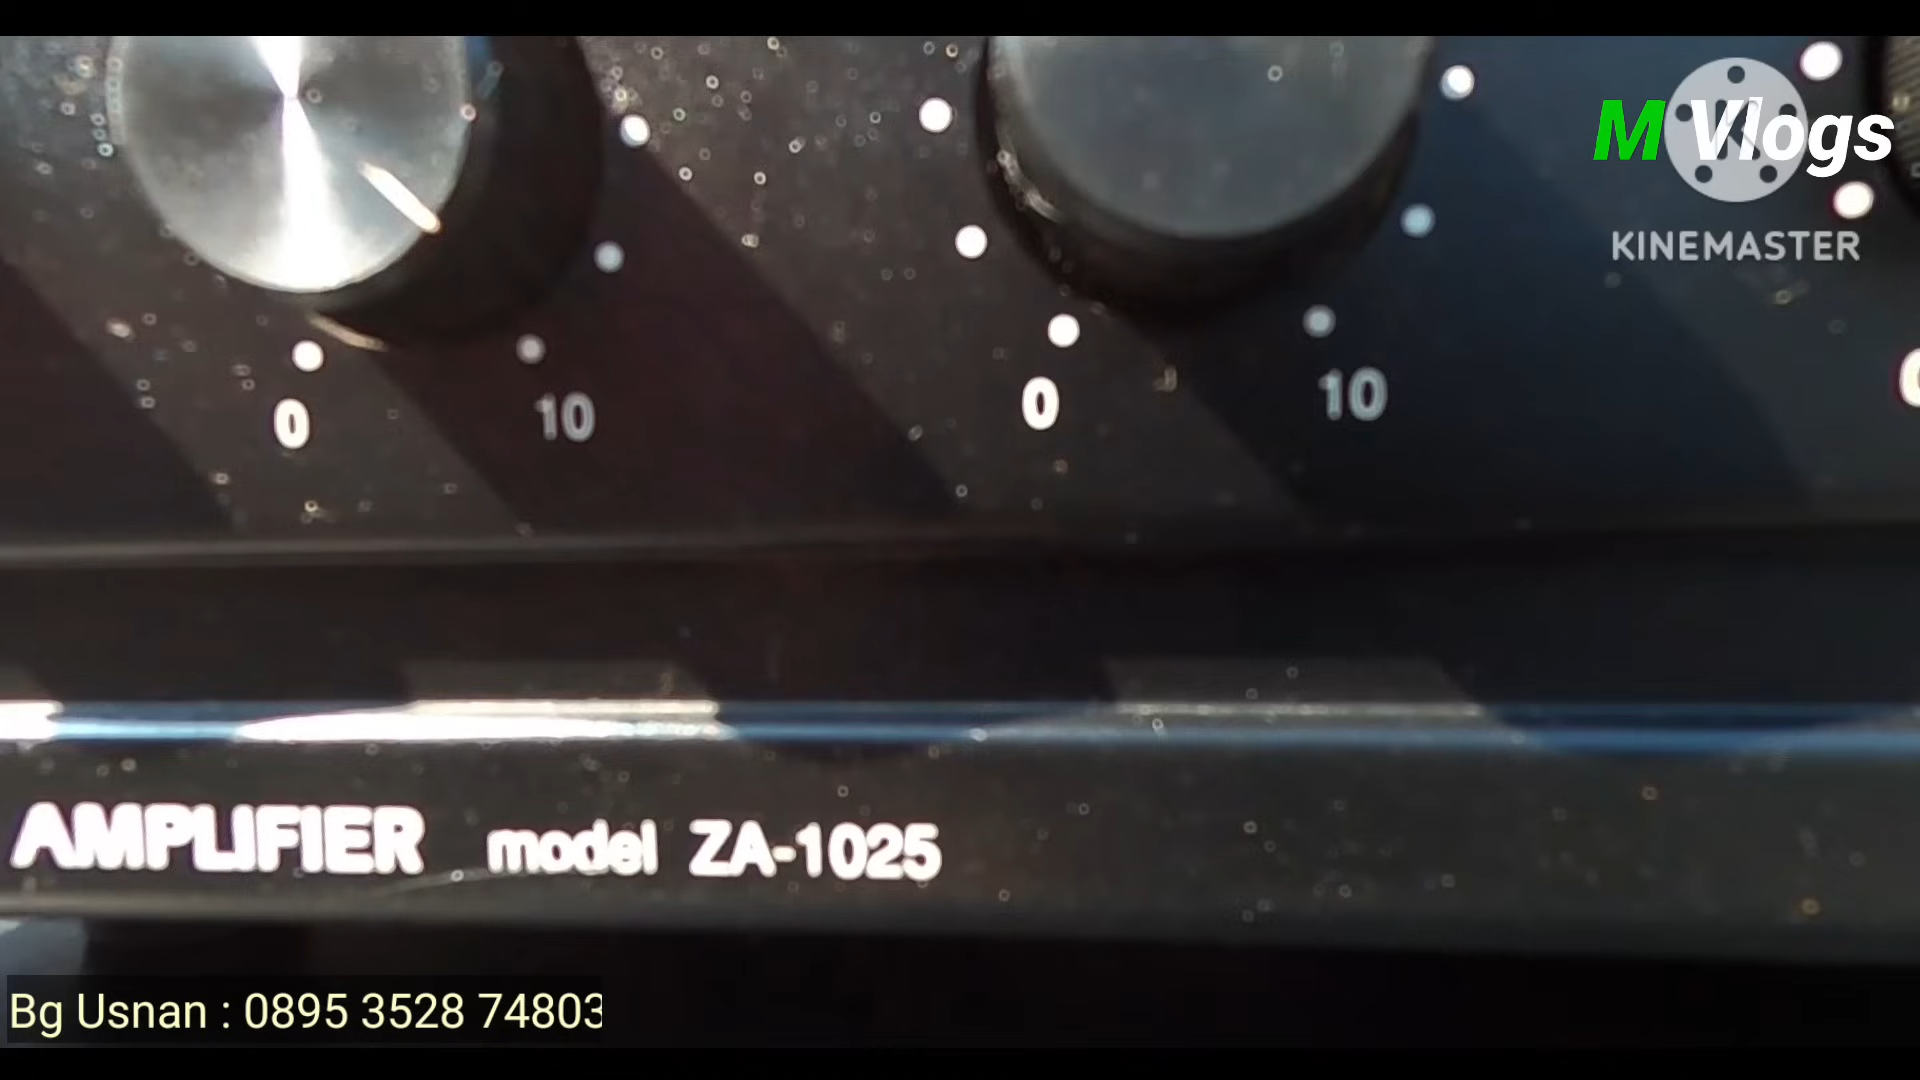 M Vlogs
KINEMASTER
0 10 0 10
AMPLIFIER model ZA-1025
Bg Usnan : 0895 3528 74803